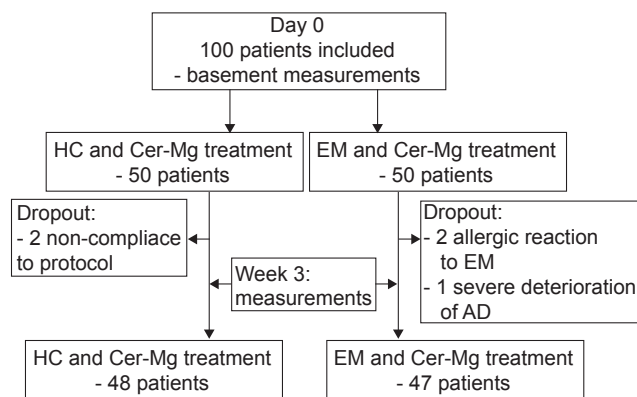 Day 0
100 patients included
- basement measurements
HC and Cer-Mg treatment
- 50 patients
EM and Cer-Mg treatment
- 50 patients
Dropout:
- 2 non-compliace
to protocol
Dropout:
- 2 allergic reaction
to EM
- 1 severe deterioration
of AD
Week 3:
measurements
HC and Cer-Mg treatment
- 48 patients
EM and Cer-Mg treatment
- 47 patients